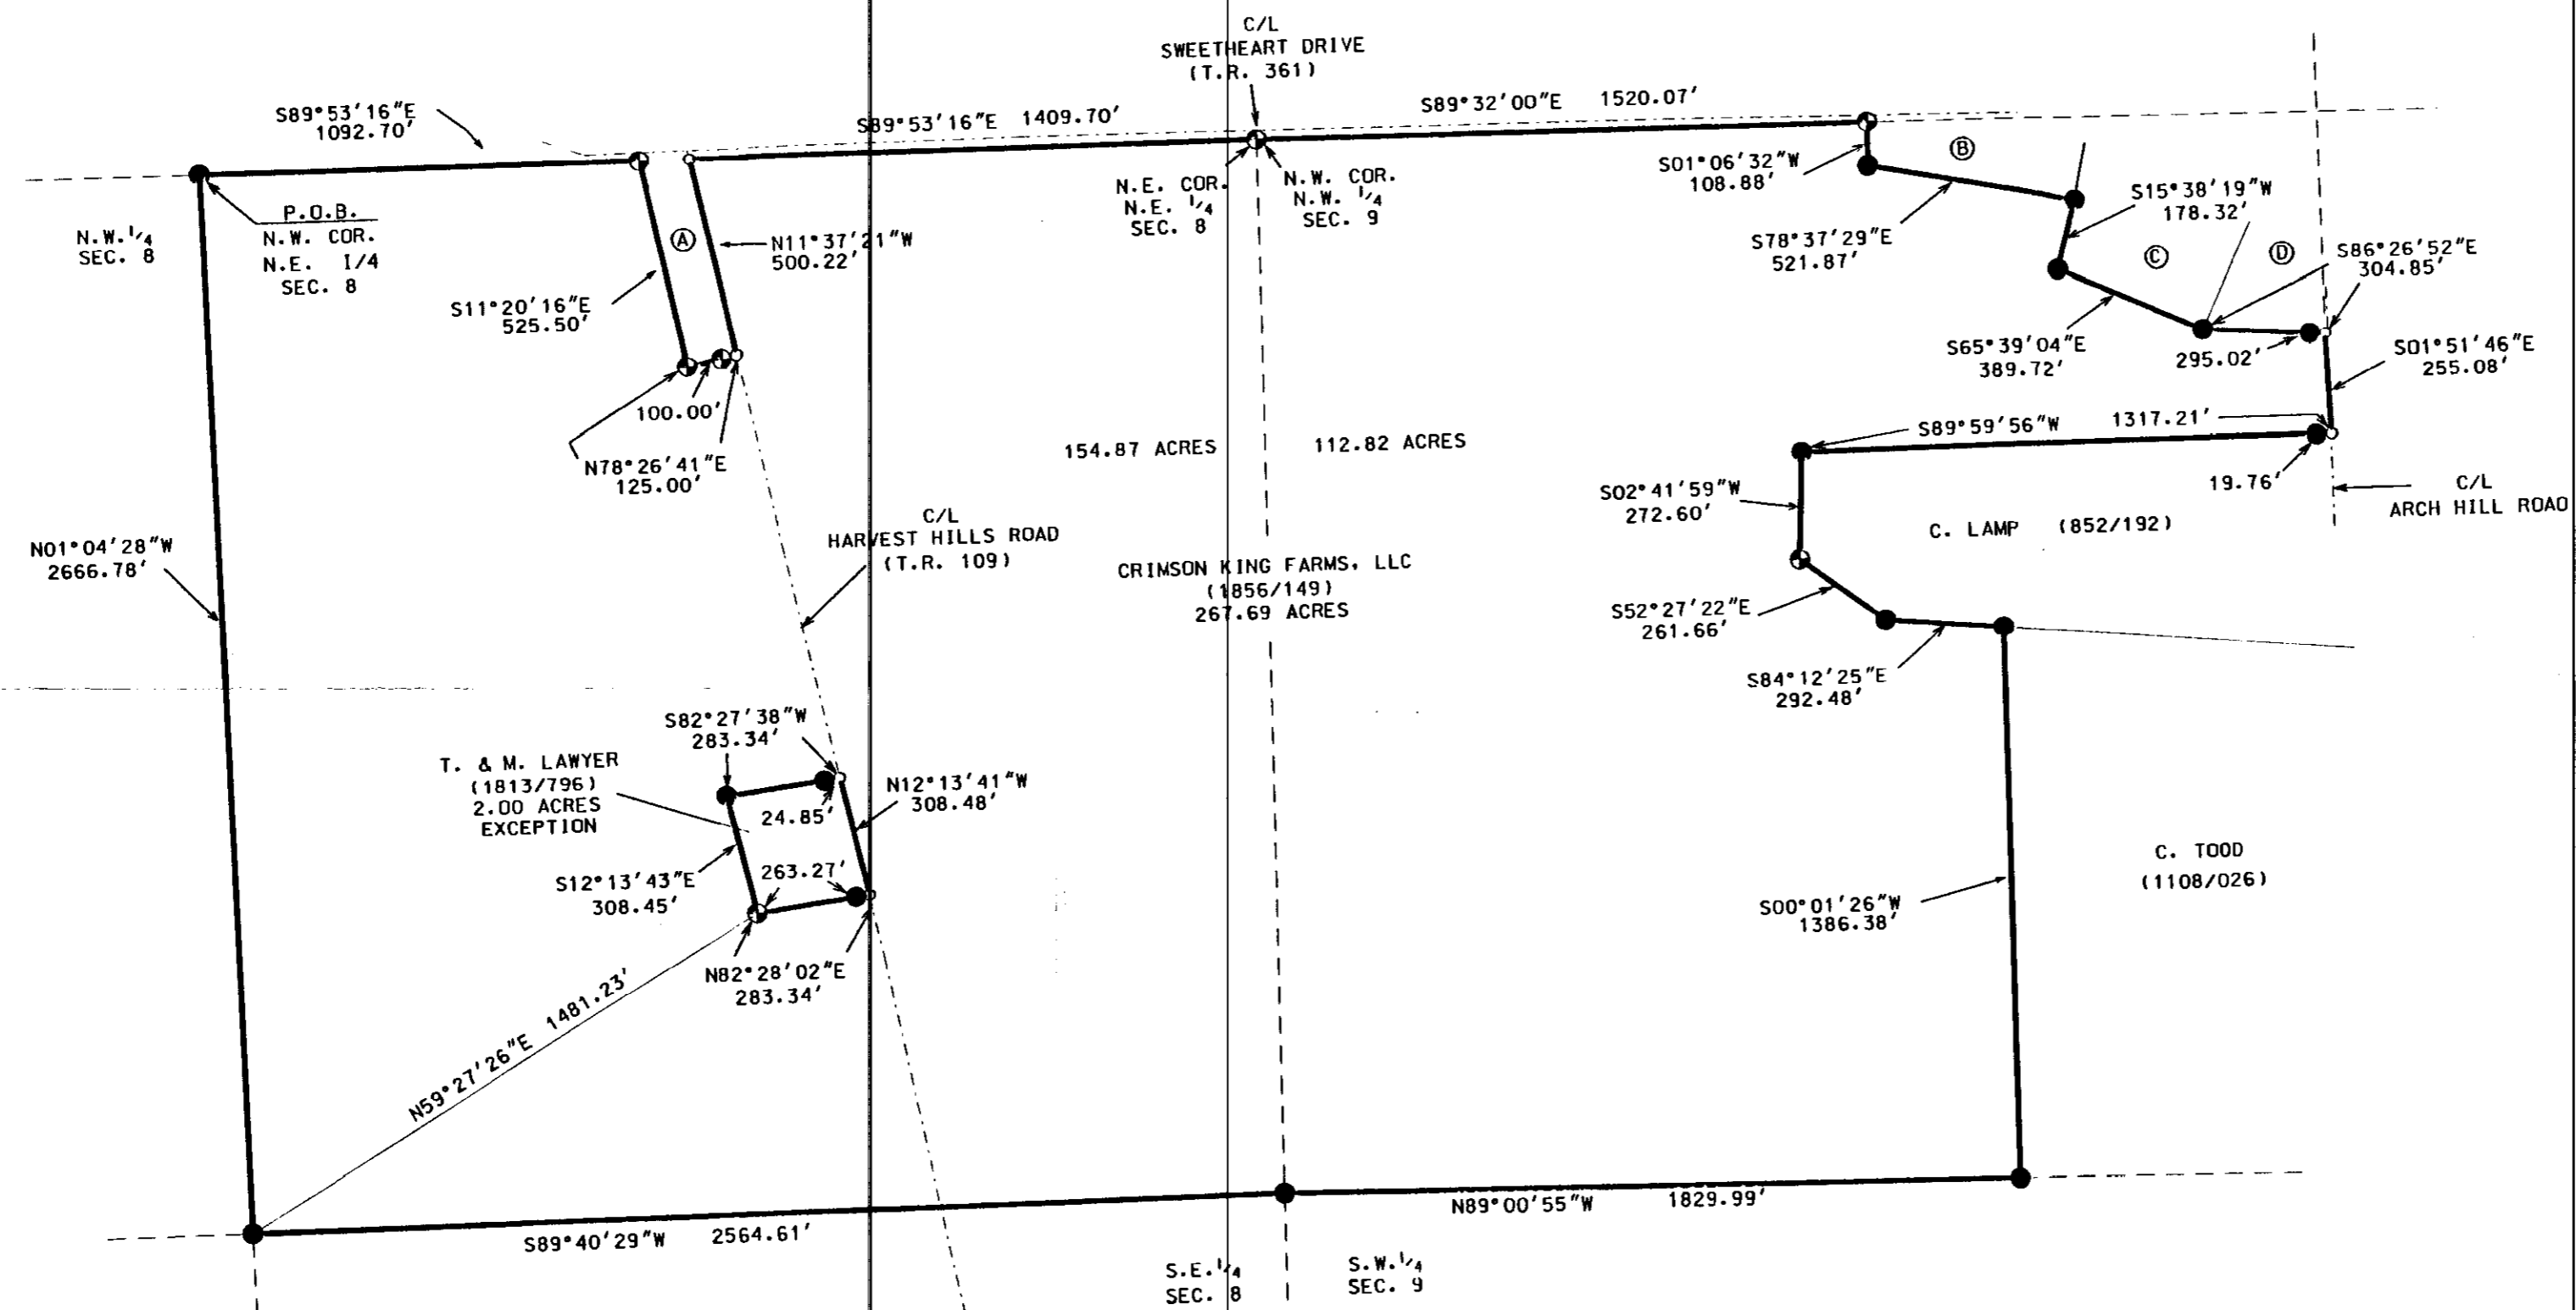 C/L
SWEETHEART DRIVE
(T.R. 361)
S89°53'16"E
1092.70'
S89°53'16"E 1409.70'
S89°32'00"E 1520.07'
N.W.1/4
SEC. 8
P.O.B.
N.W. COR.
N.E. 1/4
SEC. 8
A
N11°37'21"W
500.22'
S11°20'16"E
525.50'
100.00'
N78°26'41"E
125.00'
N.E. COR.
N.E. 1/4
SEC. 8
N.W. COR.
N.W. 1/4
SEC. 9
S01°06'32"W
108.88'
B
S78°37'29"E
521.87'
S15°38'19"W
178.32'
C
D
S86°26'52"E
304.85'
S65°39'04"E
389.72'
295.02'
S01°51'46"E
255.08'
S89°59'56"W 1317.21'
19.76'
C/L
ARCH HILL ROAD
154.87 ACRES
112.82 ACRES
S02°41'59"W
272.60'
C. LAMP (852/192)
N01°04'28"W
2666.78'
C/L
HARVEST HILLS ROAD
(T.R. 109)
CRIMSON KING FARMS, LLC
(1856/149)
267.69 ACRES
S52°27'22"E
261.66'
S84°12'25"E
292.48'
S82°27'38"W
283.34'
T. & M. LAWYER
(1813/796)
2.00 ACRES
EXCEPTION
24.85'
N12°13'41"W
308.48'
S12°13'43"E
308.45'
263.27'
N82°28'02"E
283.34'
N59°27'26"E 1481.23'
C. TOOD
(1108/026)
S00°01'26"W
1386.38'
S89°40'29"W 2564.61'
N89°00'55"W 1829.99'
S.E.1/4
SEC. 8
S.W.1/4
SEC. 9